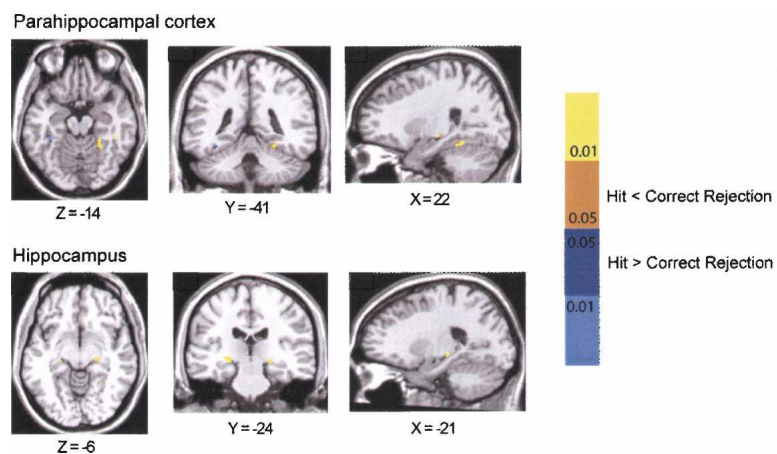 Parahippocampal cortex
Z = -14
Y = -41
X = 22
Hippocampus
Z = -6
Y = -24
X = -21
0.01
0.05
Hit < Correct Rejection
0.05
Hit > Correct Rejection
0.01